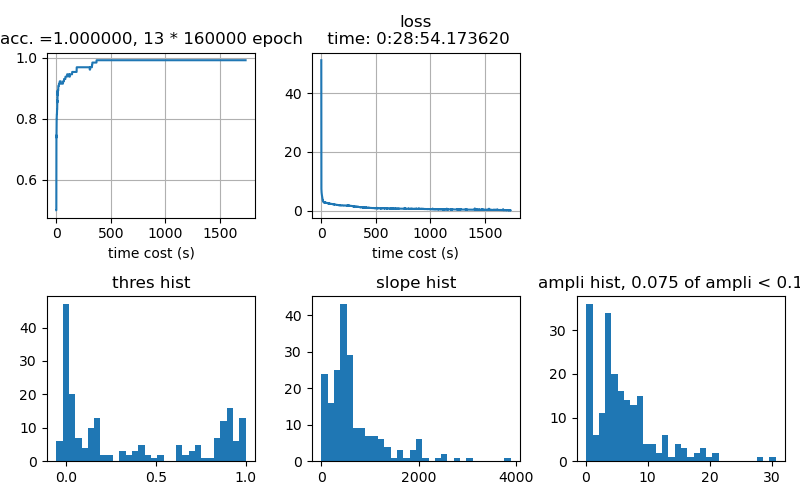 acc. =1.000000, 13 * 160000 epoch
1.0
0.8
0.6
0 500 1000 1500
time cost (s)
loss
time: 0:28:54.173620
40
20
0
0 500 1000 1500
time cost (s)
thres hist
40
30
20
10
0
0.0 0.5 1.0
slope hist
40
30
20
10
0
0 2000 4000
ampli hist, 0.075 of ampli < 0.1
30
20
10
0
0 10 20 30